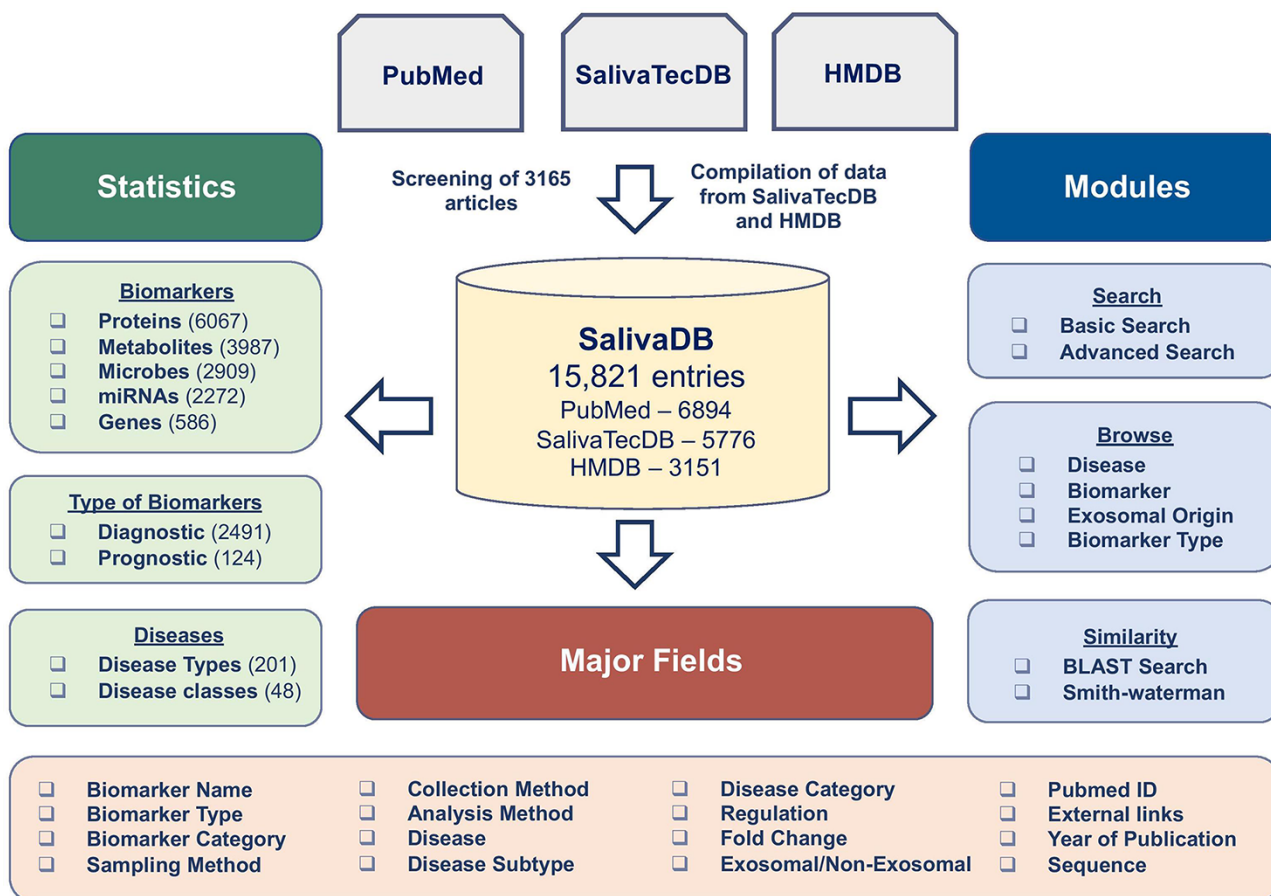 PubMed
SalivaTecDB
HMDB
Screening of 3165
articles
Compilation of data
from SalivaTecDB
and HMDB
Statistics
Biomarkers
Proteins (6067)
Metabolites (3987)
Microbes (2909)
miRNAs (2272)
Genes (586)
Type of Biomarkers
Diagnostic (2491)
Prognostic (124)
Diseases
Disease Types (201)
Disease classes (48)
SalivaDB
15,821 entries
PubMed – 6894
SalivaTecDB – 5776
HMDB – 3151
Modules
Search
Basic Search
Advanced Search
Browse
Disease
Biomarker
Exosomal Origin
Biomarker Type
Similarity
BLAST Search
Smith-waterman
Major Fields
Biomarker Name
Biomarker Type
Biomarker Category
Sampling Method
Collection Method
Analysis Method
Disease
Disease Subtype
Disease Category
Regulation
Fold Change
Exosomal/Non-Exosomal
Pubmed ID
External links
Year of Publication
Sequence